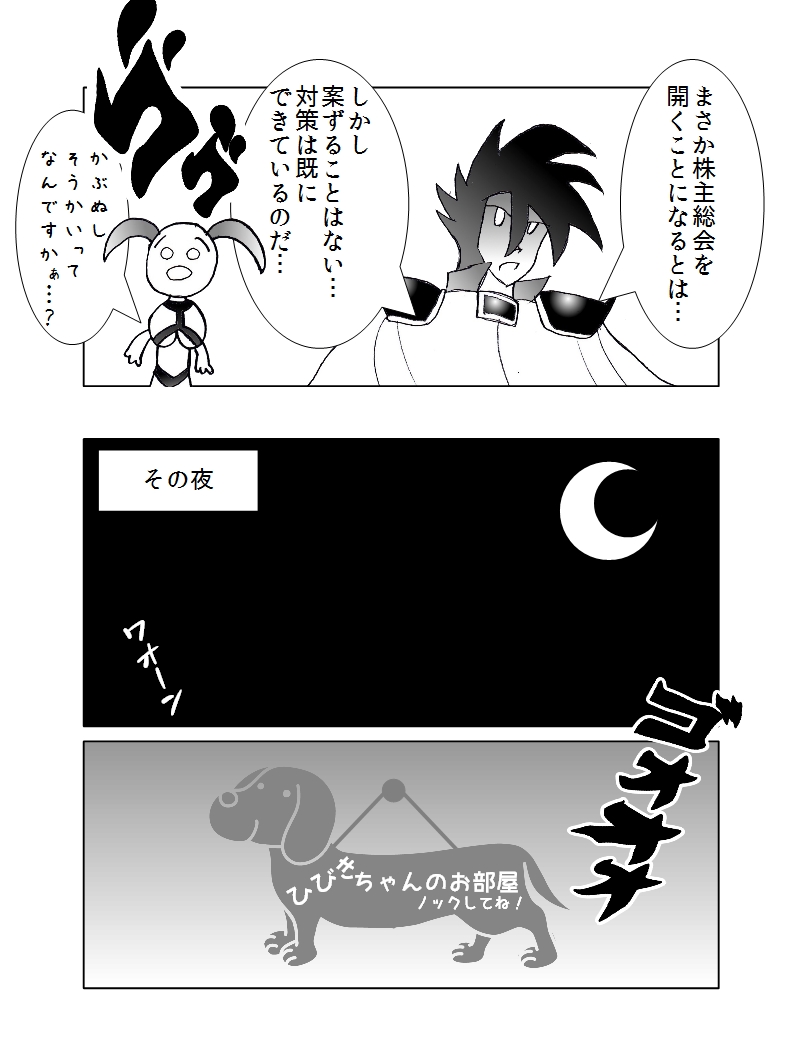 まさか株主総会を
開くことになるとは…
しかし
案ずることはない…
対策は既に
できているのだ…
かぶぬし
そうかいって
なんですかぁ…？
その夜
ワオーン
ゴオオオ
ひびきちゃんのお部屋
ノックしてね！